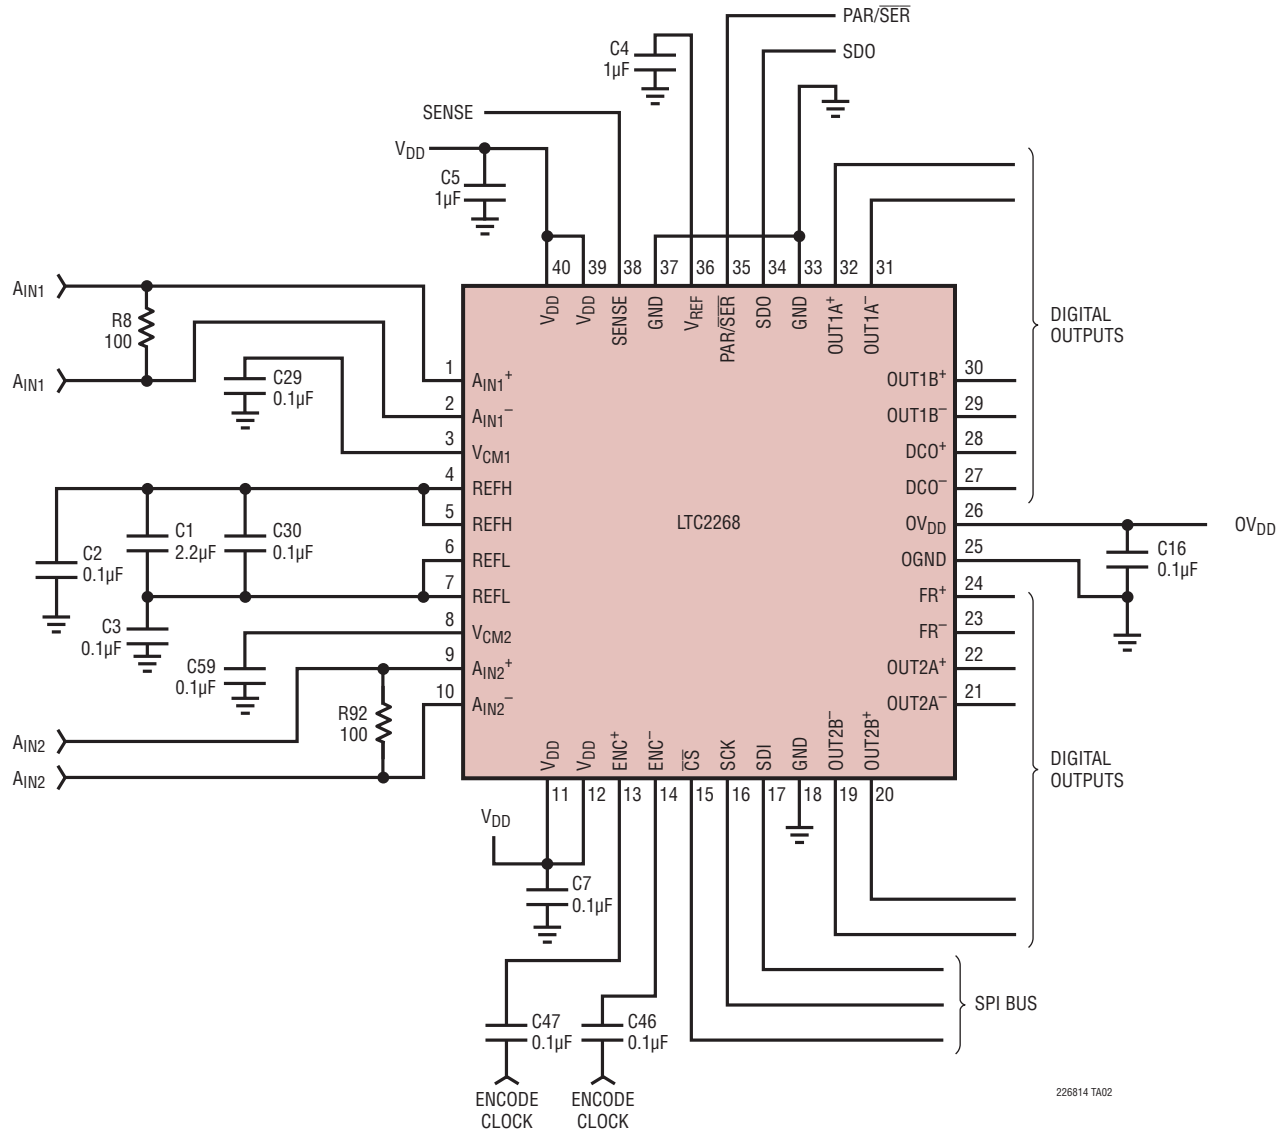 PAR/SER
C4
1µF
SDO
SENSE
VDD
C5
1µF
40 39 38 37 36 35 34 33 32 31
VDD
VDD
SENSE
GND
VREF
PAR/SER
SDO
GND
OUT1A+
OUT1A−
DIGITAL
OUTPUTS
AIN1
R8
100
AIN1
C29
0.1µF
1 AIN1+
2 AIN1−
3 VCM1
4 REFH
5 REFH
6 REFL
7 REFL
8 VCM2
9 AIN2+
10 AIN2−
LTC2268
OUT1B+ 30
OUT1B− 29
DCO+ 28
DCO− 27
OVDD 26
OGND 25
FR+ 24
FR− 23
OUT2A+ 22
OUT2A− 21
OVDD
C16
0.1µF
C1
2.2µF
C30
0.1µF
C2
0.1µF
C3
0.1µF
C59
0.1µF
R92
100
AIN2
AIN2
VDD
VDD
ENC+
ENC−
CS
SCK
SDI
GND
OUT2B−
OUT2B+
11 12 13 14 15 16 17 18 19 20
DIGITAL
OUTPUTS
VDD
C7
0.1µF
SPI BUS
C47
0.1µF
C46
0.1µF
ENCODE
CLOCK
ENCODE
CLOCK
226814 TA02